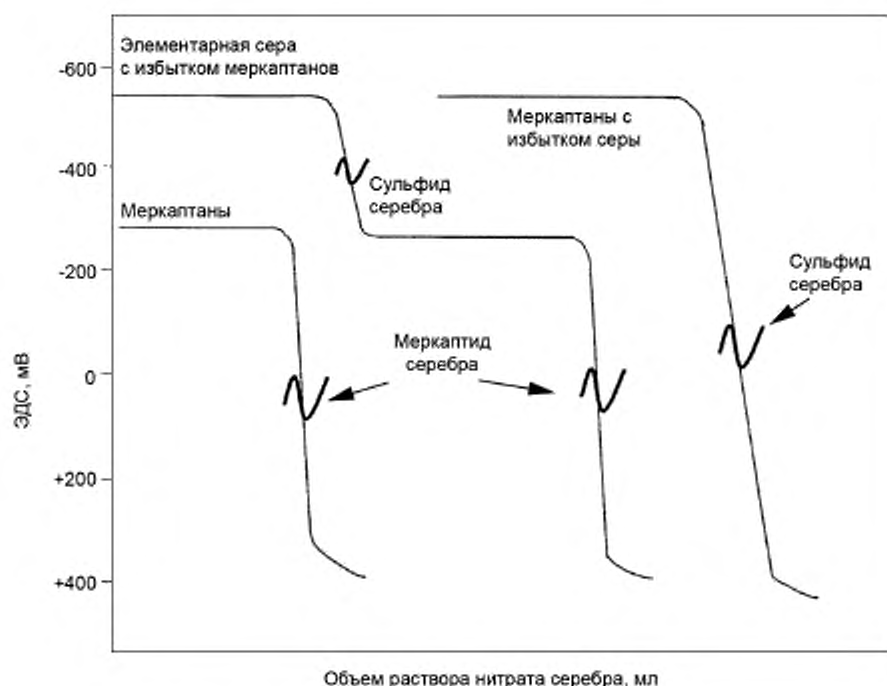 Элементарная сера
с избытком меркаптанов
-600
Меркаптаны с
избытком серы
-400
Сульфид
серебра
Меркаптаны
-200
Сульфид
серебра
Меркаптид
серебра
0
ЭДС, мВ
+200
+400
Объем раствора нитрата серебра, мл